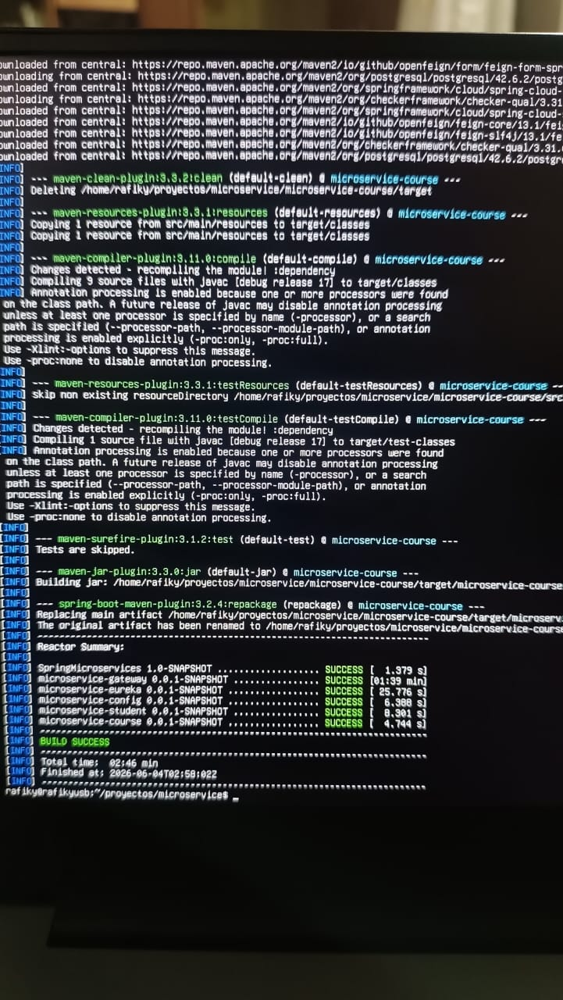 ownloaded from central: https://repo.maven.apache.org/maven2/io/github/openfeign/form/feign-form-spr
ownloading from central: https://repo.maven.apache.org/maven2/org/postgresql/postgresql/42.6.2/postg
ownloaded from central: https://repo.maven.apache.org/maven2/org/springframework/cloud/spring-cloud-
ownloading from central: https://repo.maven.apache.org/maven2/org/checkerframework/checker-qual/3.31
ownloaded from central: https://repo.maven.apache.org/maven2/org/springframework/cloud/spring-cloud-
ownloaded from central: https://repo.maven.apache.org/maven2/io/github/openfeign/feign-core/13.1/fei
ownloaded from central: https://repo.maven.apache.org/maven2/io/github/openfeign/feign-slf4j/13.1/fe
ownloaded from central: https://repo.maven.apache.org/maven2/org/checkerframework/checker-qual/3.31.
ownloaded from central: https://repo.maven.apache.org/maven2/org/postgresql/postgresql/42.6.2/postgr
INFO]
INFO] --- maven-clean-plugin:3.3.2:clean (default-clean) @ microservice-course ---
INFO] Deleting /home/rafiky/proyectos/microservice/microservice-course/target
INFO]
INFO] --- maven-resources-plugin:3.3.1:resources (default-resources) @ microservice-course ---
INFO] Copying 1 resource from src/main/resources to target/classes
INFO] Copying 1 resource from src/main/resources to target/classes
INFO]
INFO] --- maven-compiler-plugin:3.11.0:compile (default-compile) @ microservice-course ---
INFO] Changes detected - recompiling the module! :dependency
INFO] Compiling 9 source files with javac [debug release 17] to target/classes
INFO] Annotation processing is enabled because one or more processors were found
on the class path. A future release of javac may disable annotation processing
unless at least one processor is specified by name (-processor), or a search
path is specified (--processor-path, --processor-module-path), or annotation
processing is enabled explicitly (-proc:only, -proc:full).
Use -Xlint:-options to suppress this message.
Use -proc:none to disable annotation processing.
INFO]
INFO] --- maven-resources-plugin:3.3.1:testResources (default-testResources) @ microservice-course --
INFO] skip non existing resourceDirectory /home/rafiky/proyectos/microservice/microservice-course/src
INFO]
INFO] --- maven-compiler-plugin:3.11.0:testCompile (default-testCompile) @ microservice-course ---
INFO] Changes detected - recompiling the module! :dependency
[INFO] Compiling 1 source file with javac [debug release 17] to target/test-classes
[INFO] Annotation processing is enabled because one or more processors were found
on the class path. A future release of javac may disable annotation processing
unless at least one processor is specified by name (-processor), or a search
path is specified (--processor-path, --processor-module-path), or annotation
processing is enabled explicitly (-proc:only, -proc:full).
Use -Xlint:-options to suppress this message.
Use -proc:none to disable annotation processing.
[INFO]
[INFO] --- maven-surefire-plugin:3.1.2:test (default-test) @ microservice-course ---
[INFO] Tests are skipped.
[INFO]
[INFO] --- maven-jar-plugin:3.3.0:jar (default-jar) @ microservice-course ---
[INFO] Building jar: /home/rafiky/proyectos/microservice/microservice-course/target/microservice-course
[INFO]
[INFO] --- spring-boot-maven-plugin:3.2.4:repackage (repackage) @ microservice-course ---
[INFO] Replacing main artifact /home/rafiky/proyectos/microservice/microservice-course/target/microserv
[INFO] The original artifact has been renamed to /home/rafiky/proyectos/microservice/microservice-cours
[INFO] ------------------------------------------------------------------------
[INFO] Reactor Summary:
[INFO]
[INFO] SpringMicroservices 1.0-SNAPSHOT ................... SUCCESS [  1.379 s]
[INFO] microservice-gateway 0.0.1-SNAPSHOT ................ SUCCESS [01:39 min]
[INFO] microservice-eureka 0.0.1-SNAPSHOT ................. SUCCESS [ 25.776 s]
[INFO] microservice-config 0.0.1-SNAPSHOT ................. SUCCESS [  6.388 s]
[INFO] microservice-student 0.0.1-SNAPSHOT ................ SUCCESS [  8.301 s]
[INFO] microservice-course 0.0.1-SNAPSHOT ................. SUCCESS [  4.744 s]
[INFO] ------------------------------------------------------------------------
[INFO] BUILD SUCCESS
[INFO] ------------------------------------------------------------------------
[INFO] Total time:  02:46 min
[INFO] Finished at: 2026-06-04T02:58:02Z
[INFO] ------------------------------------------------------------------------
rafiky@rafikyusb:~/proyectos/microservice$ _